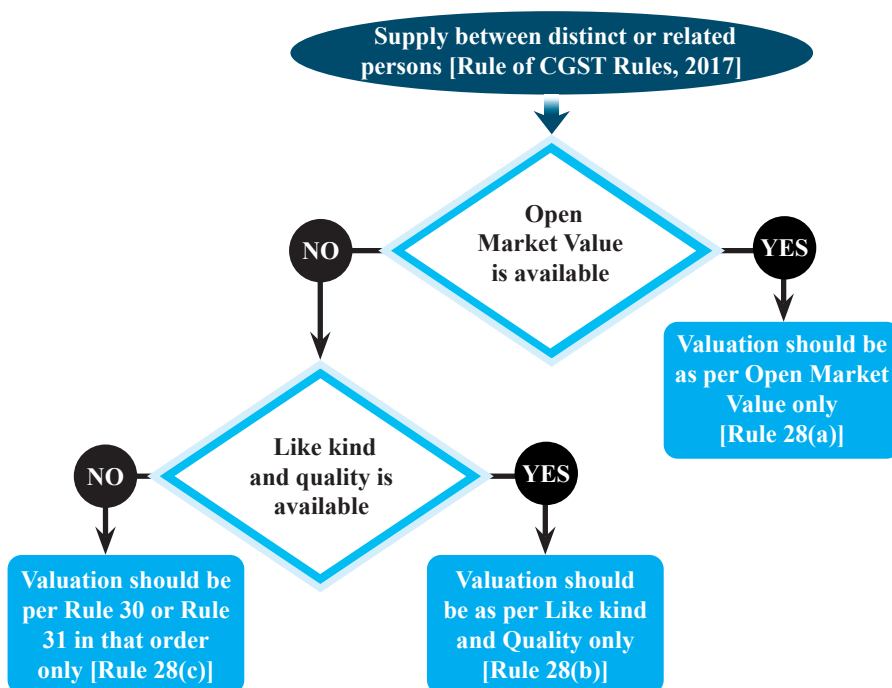 Supply between distinct or related
persons [Rule of CGST Rules, 2017]
Open
Market Value
is available
NO
YES
Valuation should be
as per Open Market
Value only
[Rule 28(a)]
Like kind
and quality is
available
NO
YES
Valuation should be
per Rule 30 or Rule
31 in that order
only [Rule 28(c)]
Valuation should
be as per Like kind
and Quality only
[Rule 28(b)]